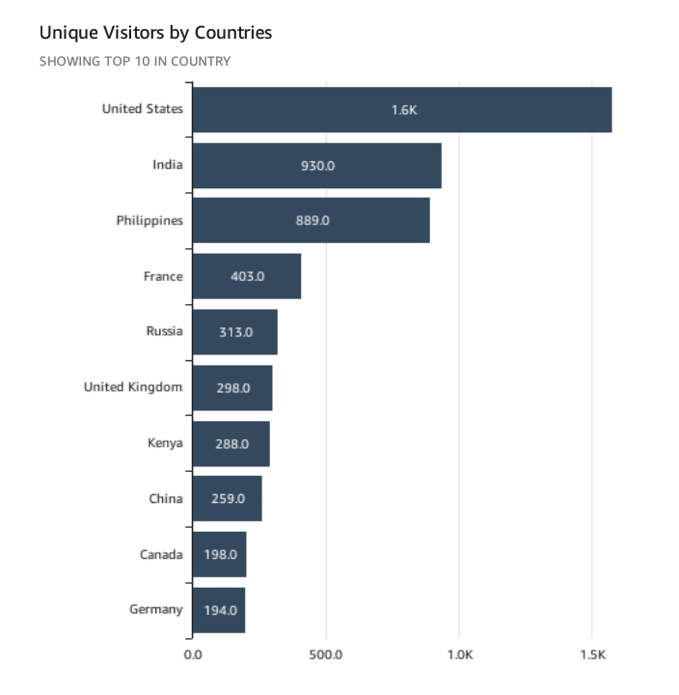 Unique Visitors by Countries
SHOWING TOP 10 IN COUNTRY
United States 1.6K
India 930.0
Philippines 889.0
France 403.0
Russia 313.0
United Kingdom 298.0
Kenya 288.0
China 259.0
Canada 198.0
Germany 194.0
0.0 500.0 1.0K 1.5K